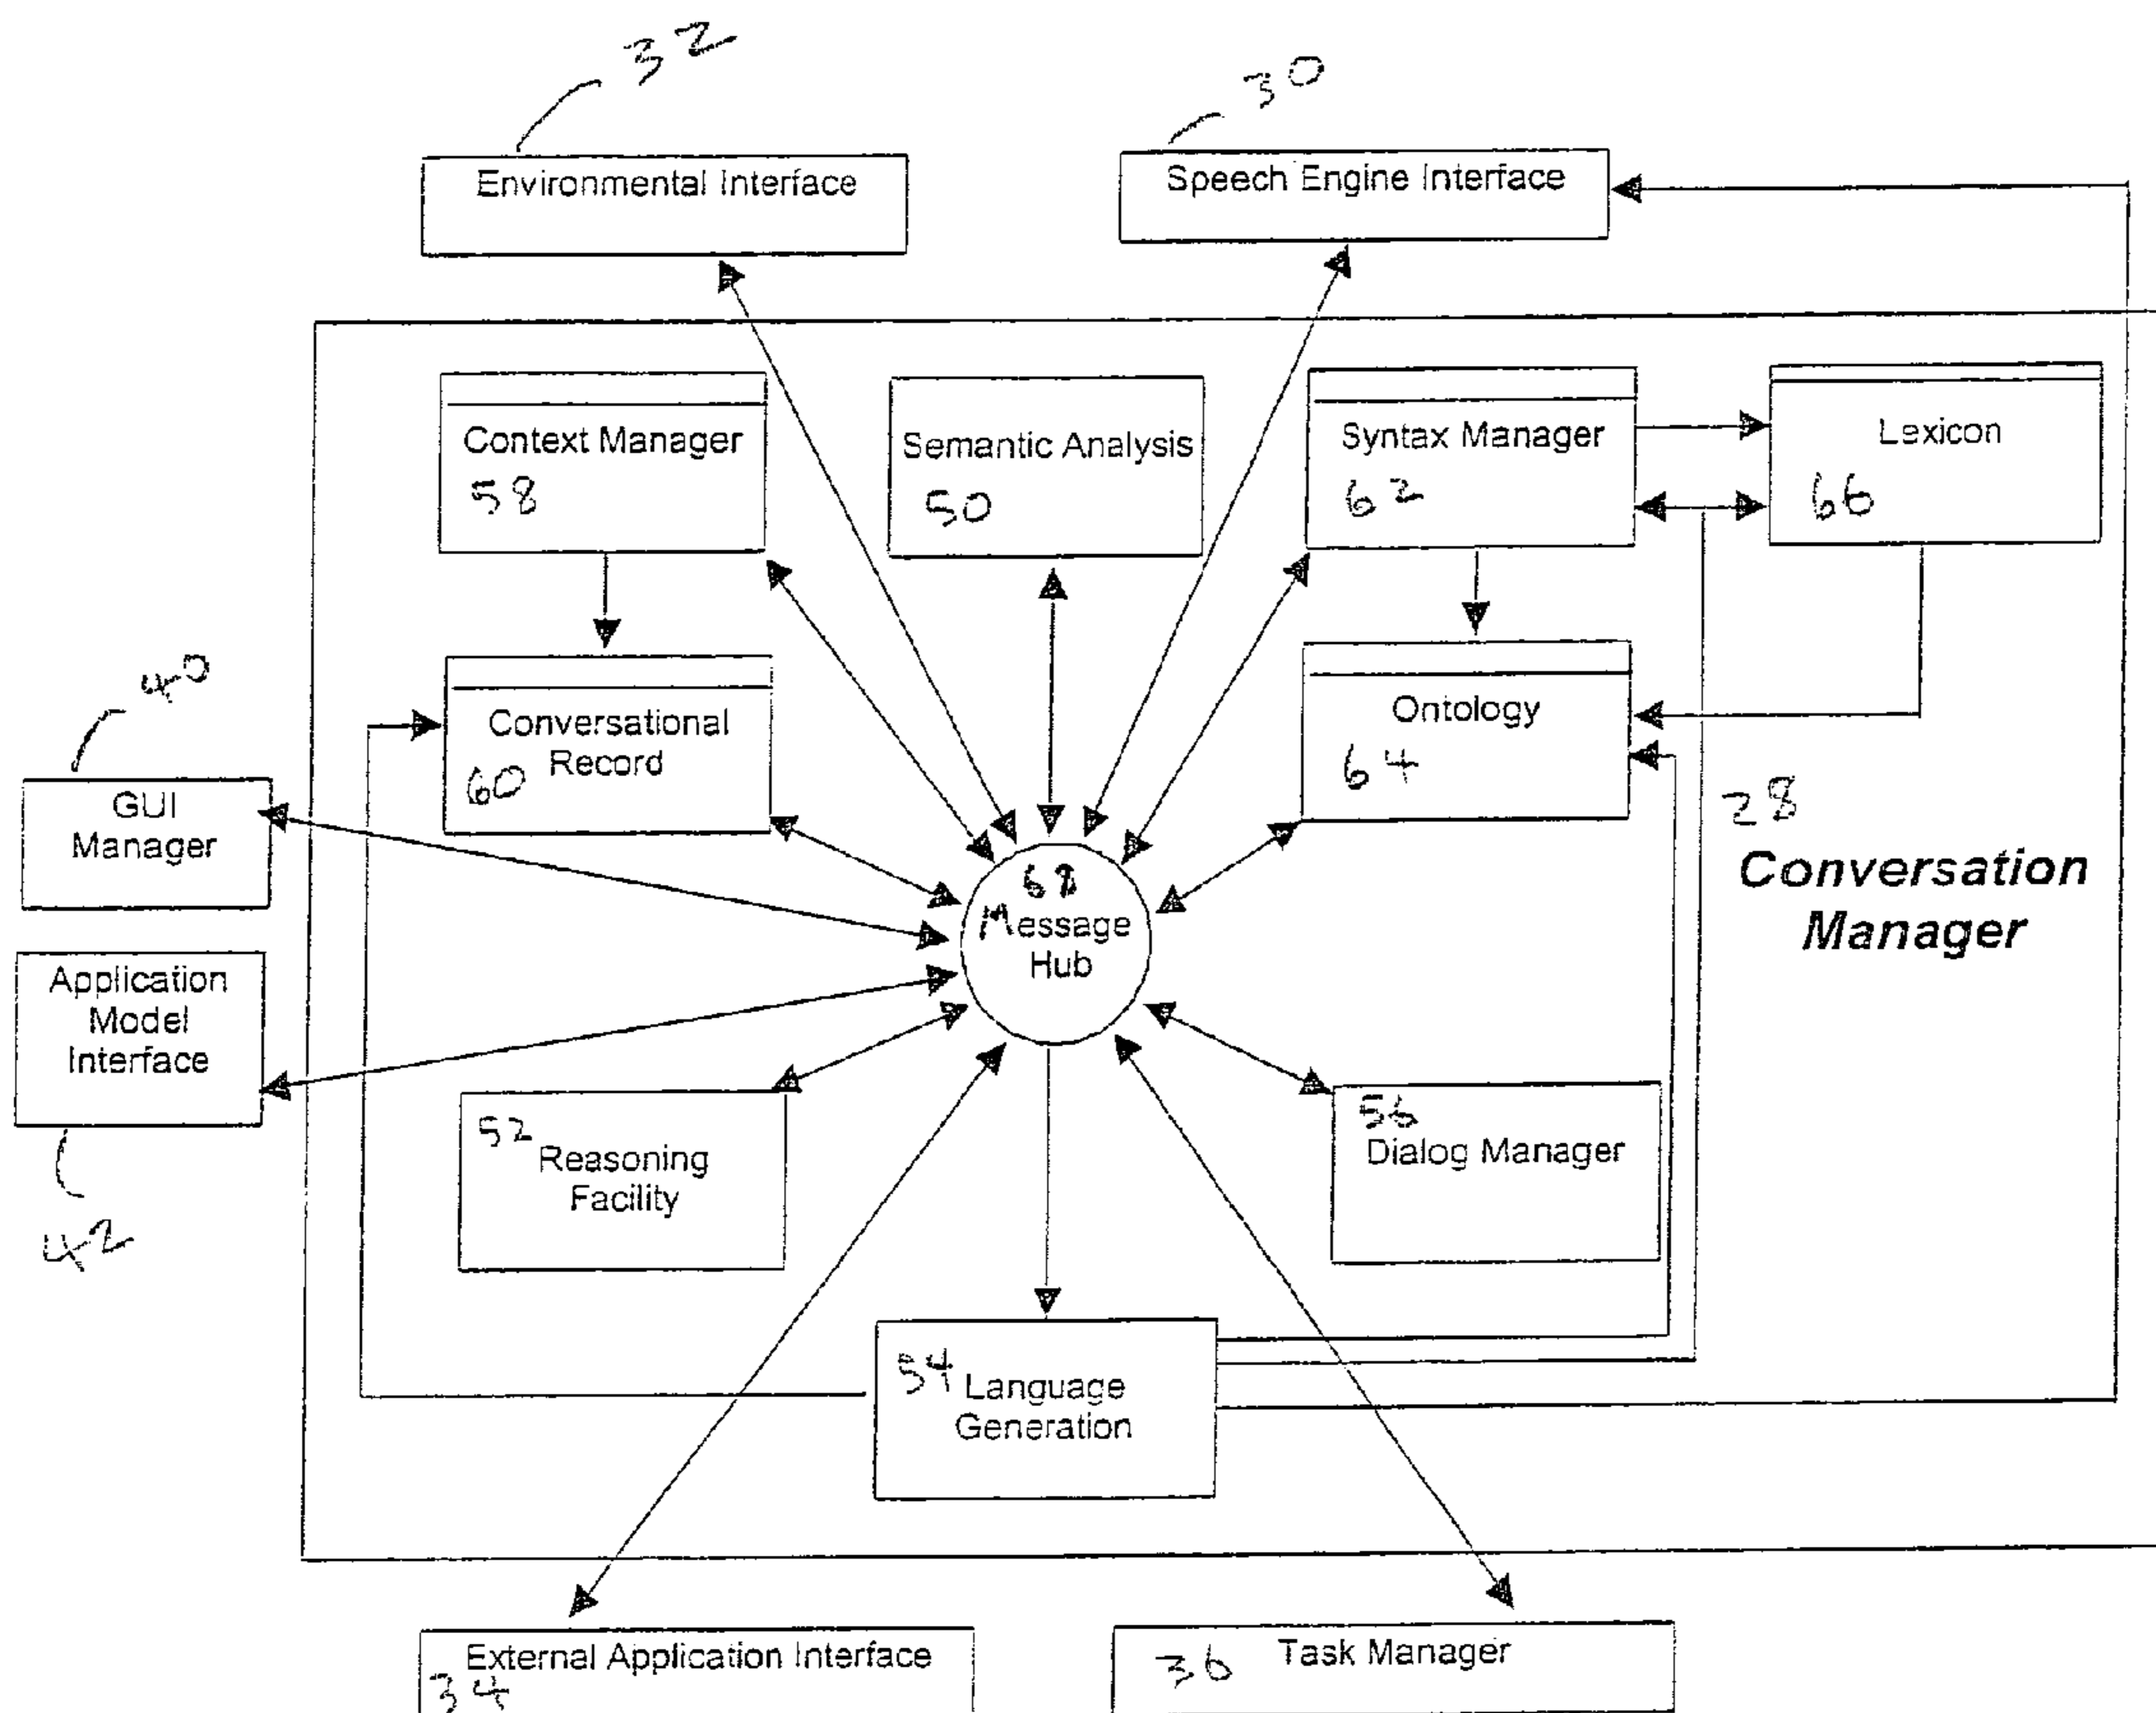 32
30
Environmental Interface
Speech Engine Interface
Context Manager
58
Semantic Analysis
50
Syntax Manager
62
Lexicon
66
40
Conversational
Record
60
Ontology
64
GUI
Manager
28
Conversation
Manager
68
Message
Hub
Application
Model
Interface
42
52
Reasoning
Facility
56
Dialog Manager
54
Language
Generation
External Application Interface
34
Task Manager
36